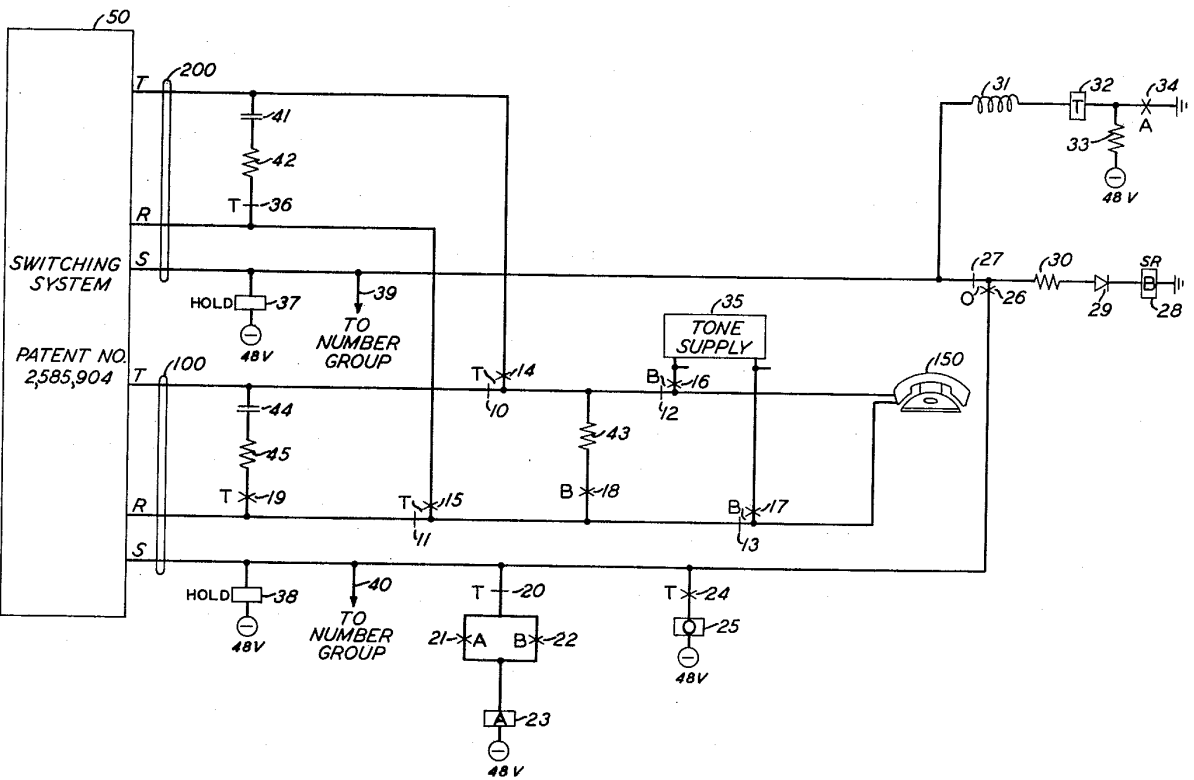 50
T
200
41
42
T 36
R
S
SWITCHING
SYSTEM
HOLD 37
48 V
39
TO
NUMBER
GROUP
PATENT NO.
2,585,904
100
T
44
45
T 19
R
S
HOLD 38
48V
40
TO
NUMBER
GROUP
T 14
10
T 15
11
43
B 18
35
TONE
SUPPLY
B 16
12
B 17
13
150
T 20
21 A B 22
A 23
48 V
T 24
O 25
48V
31
T 32
34
A
33
48 V
27
O 26
30
29
SR
B
28